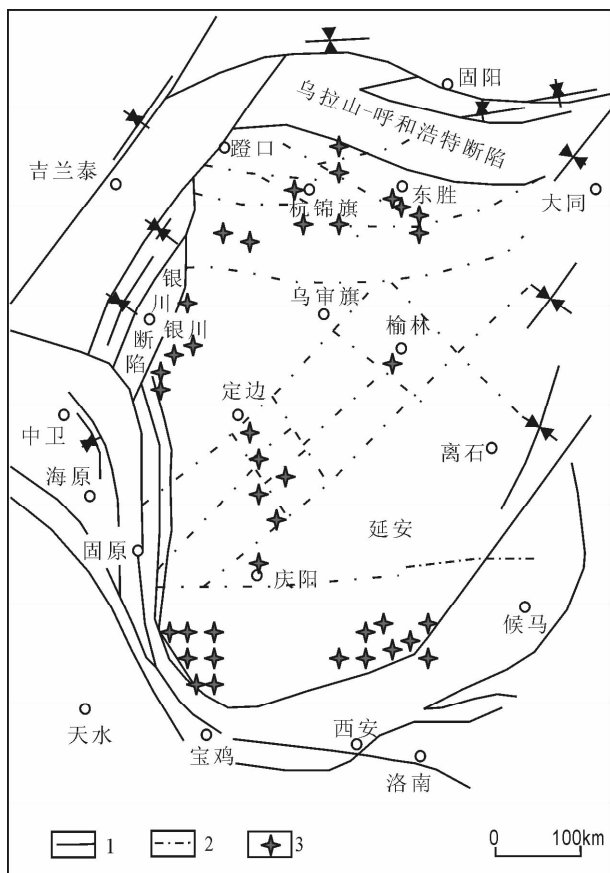 固阳
乌拉山-呼和浩特断陷
蹬口
吉兰泰
杭锦旗
东胜
大同
银川断陷
银川
乌审旗
榆林
定边
中卫
离石
海原
延安
固原
庆阳
候马
天水
宝鸡
西安
洛南
1
2
3
0 100km